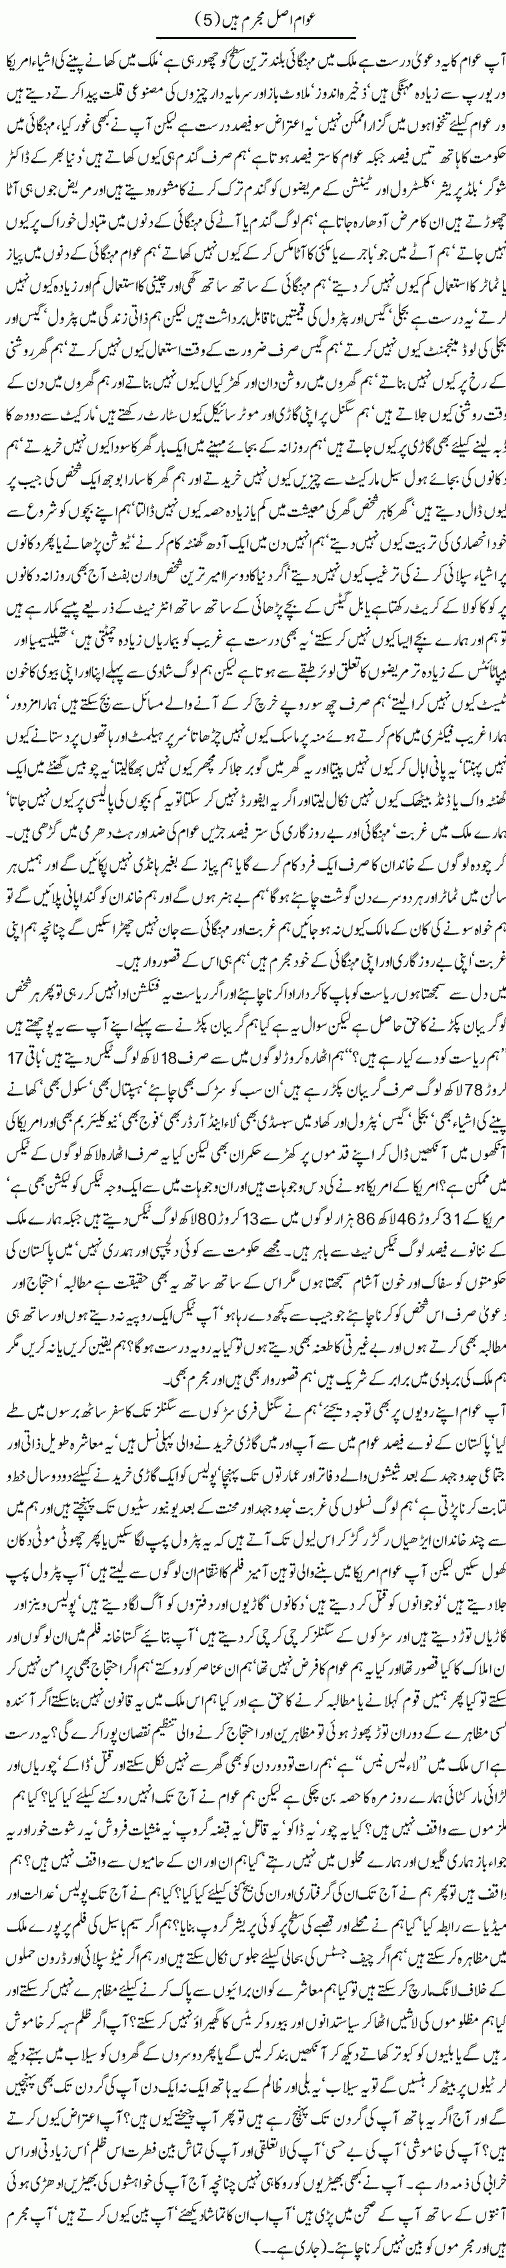 عوام اصل مجرم ہیں (5)
آپ عوام کا یہ دعویٰ درست ہے ملک میں مہنگائی بلند ترین سطح کو چھو رہی ہے‘ ملک میں کھانے پینے کی اشیاء امریکا
اور یورپ سے زیادہ مہنگی ہیں‘ ذخیرہ اندوز‘ ملاوٹ باز اور سرمایہ دار چیزوں کی مصنوعی قلت پیدا کر دیتے ہیں
اور عوام کیلئے تنخواہوں میں گزارا ممکن نہیں‘ یہ اعتراض سو فیصد درست ہے لیکن آپ نے کبھی غور کیا‘ مہنگائی میں
حکومت کا ہاتھ تیس فیصد جبکہ عوام کا ستر فیصد ہوتا ہے‘ ہم صرف گندم ہی کیوں کھاتے ہیں‘ دنیا بھر کے ڈاکٹر
شوگر‘ بلڈ پریشر‘ کلسٹرول اور ٹینشن کے مریضوں کو گندم ترک کرنے کا مشورہ دیتے ہیں اور مریض جوں ہی آٹا
چھوڑتے ہیں ان کا مرض آدھا رہ جاتا ہے‘ ہم لوگ گندم یا آٹے کی مہنگائی کے دنوں میں متبادل خوراک پر کیوں
نہیں جاتے‘ ہم آٹے میں جو‘ باجرے یا مکئی کا آٹا مکس کر کے کیوں نہیں کھاتے‘ ہم عوام مہنگائی کے دنوں میں پیاز
یا ٹماٹر کا استعمال کم کیوں نہیں کر دیتے‘ ہم مہنگائی کے ساتھ ساتھ گھی اور چینی کا استعمال کم اور زیادہ کیوں نہیں
کرتے‘ یہ درست ہے بجلی‘ گیس اور پٹرول کی قیمتیں ناقابل برداشت ہیں لیکن ہم ذاتی زندگی میں پٹرول‘ گیس اور
بجلی کی لوڈ مینجمنٹ کیوں نہیں کرتے‘ ہم گیس صرف ضرورت کے وقت استعمال کیوں نہیں کرتے‘ ہم گھر روشنی
کے رخ پر کیوں نہیں بناتے‘ ہم گھروں میں روشن دان اور کھڑکیاں کیوں نہیں بناتے اور ہم گھروں میں دن کے
وقت روشنی کیوں جلاتے ہیں‘ ہم سگنل پر اپنی گاڑی اور موٹر سائیکل کیوں سٹارٹ رکھتے ہیں‘ مارکیٹ سے دودھ کا
ڈبہ لینے کیلئے بھی گاڑی پر کیوں جاتے ہیں‘ ہم روزانہ کے بجائے مہینے میں ایک بار گھر کا سودا کیوں نہیں خریدتے‘ ہم
دکانوں کی بجائے ہول سیل مارکیٹ سے چیزیں کیوں نہیں خریدتے اور ہم گھر کا سارا بوجھ ایک شخص کی جیب پر
کیوں ڈال دیتے ہیں‘ گھر کا ہر شخص گھر کی معیشت میں کم یا زیادہ حصہ کیوں نہیں ڈالتا‘ ہم اپنے بچوں کو شروع سے
خود انحصاری کی تربیت کیوں نہیں دیتے‘ ہم انہیں دن میں ایک آدھ گھنٹہ کام کرنے‘ ٹیوشن پڑھانے یا پھر دکانوں
پر اشیاء سپلائی کرنے کی ترغیب کیوں نہیں دیتے‘ اگر دنیا کا دوسرا امیر ترین شخص وارن بفٹ آج بھی روزانہ دکانوں
پر کوکا کولا کے کریٹ رکھتا ہے یا بل گیٹس کے بچے پڑھائی کے ساتھ ساتھ انٹرنیٹ کے ذریعے پیسے کما رہے ہیں
تو ہم اور ہمارے بچے ایسا کیوں نہیں کر سکتے‘ یہ بھی درست ہے غریب کو بیماریاں زیادہ چمٹتی ہیں‘ تھیلیسیمیا اور
ہیپاٹائٹس کے زیادہ تر مریضوں کا تعلق لوئر طبقے سے ہوتا ہے لیکن ہم لوگ شادی سے پہلے اپنا اور اپنی بیوی کا خون
ٹیسٹ کیوں نہیں کرا لیتے‘ ہم صرف چھ سو روپے خرچ کر کے آنے والے مسائل سے بچ سکتے ہیں‘ ہمارا مزدور‘
ہمارا غریب فیکٹری میں کام کرتے ہوئے منہ پر ماسک کیوں نہیں چڑھاتا‘ سر پر ہیلمٹ اور ہاتھوں پر دستانے کیوں
نہیں پہنتا‘ یہ پانی ابال کر کیوں نہیں پیتا اور یہ گھر میں گوبر جلا کر مچھر کیوں نہیں بھگا لیتا‘ یہ چوبیس گھنٹے میں ایک
گھنٹہ واک یا ڈنڈ بیٹھک کیوں نہیں نکال لیتا اور اگر یہ افورڈ نہیں کر سکتا تو یہ کم بچوں کی پالیسی پر کیوں نہیں جاتا‘
ہمارے ملک میں غربت‘ مہنگائی اور بے روزگاری کی ستر فیصد جڑیں عوام کی ضد اور ہٹ دھرمی میں گڑھی ہیں۔
گر چودہ لوگوں کے خاندان کا صرف ایک فرد کام کرے گا یا ہم پیاز کے بغیر ہانڈی نہیں پکائیں گے اور ہمیں ہر
سالن میں ٹماٹر اور ہر دوسرے دن گوشت چاہئے ہوگا‘ ہم بے ہنر ہوں گے اور ہم خاندان کو گندا پانی پلائیں گے تو
ہم خواہ سونے کی کان کے مالک کیوں نہ ہو جائیں ہم غربت اور مہنگائی سے جان نہیں چھڑا سکیں گے چنانچہ ہم اپنی
غربت‘ اپنی بے روزگاری اور اپنی مہنگائی کے خود مجرم ہیں‘ ہم ہی اس کے قصور وار ہیں۔
میں دل سے سمجھتا ہوں ریاست کو باپ کا کردار ادا کرنا چاہئے اور اگر ریاست یہ فنکشن ادا نہیں کر رہی تو پھر ہر شخص
کو گریبان پکڑنے کا حق حاصل ہے لیکن سوال یہ ہے کیا ہم گریبان پکڑنے سے پہلے اپنے آپ سے یہ پوچھتے ہیں
”ہم ریاست کو دے کیا رہے ہیں؟“ ہم اٹھارہ کروڑ لوگوں میں سے صرف 18 لاکھ لوگ ٹیکس دیتے ہیں‘ باقی 17
کروڑ 78 لاکھ لوگ صرف گریبان پکڑ رہے ہیں‘ ان سب کو سڑک بھی چاہئے‘ ہسپتال بھی‘ سکول بھی‘ کھانے
پینے کی اشیاء بھی‘ بجلی‘ گیس‘ پٹرول اور کھاد میں سبسڈی بھی‘ لاء اینڈ آرڈر بھی‘ فوج بھی‘ نیوکلیئر بم بھی اور امریکا کی
آنکھوں میں آنکھیں ڈال کر اپنے قدموں پر کھڑے حکمران بھی لیکن کیا یہ صرف اٹھارہ لاکھ لوگوں کے ٹیکس
میں ممکن ہے؟ امریکا کے امریکا ہونے کی دس وجوہات ہیں اور ان وجوہات میں سے ایک وجہ ٹیکس کولیکشن بھی ہے‘
مریکا کے 31 کروڑ 46 لاکھ 86 ہزار لوگوں میں سے 13 کروڑ 80 لاکھ لوگ ٹیکس دیتے ہیں جبکہ ہمارے ملک
کے ننانوے فیصد لوگ ٹیکس نیٹ سے باہر ہیں۔ مجھے حکومت سے کوئی دلچسپی اور ہمدری نہیں‘ میں پاکستان کی
حکومتوں کو سفاک اور خون آشام سمجھتا ہوں مگر اس کے ساتھ ساتھ یہ بھی حقیقت ہے مطالبہ‘ احتجاج اور
دعویٰ صرف اس شخص کو کرنا چاہئے جو جیب سے کچھ دے رہا ہو‘ آپ ٹیکس ایک روپیہ نہ دیتے ہوں اور ساتھ ہی
مطالبہ بھی کرتے ہوں اور بے غیرتی کا طعنہ بھی دیتے ہوں تو کیا یہ رویہ درست ہوگا؟ ہم یقین کریں یا نہ کریں مگر
ہم ملک کی بربادی میں برابر کے شریک ہیں‘ ہم قصور وار بھی ہیں اور مجرم بھی۔
آپ عوام اپنے رویوں پر بھی توجہ دیجئے‘ ہم نے سگنل فری سڑکوں سے سگنلز تک کا سفر ساٹھ برسوں میں طے
کیا‘ پاکستان کے نوے فیصد عوام میں سے آپ اور میں گاڑی خریدنے والی پہلی نسل ہیں‘ یہ معاشرہ طویل ذاتی اور
اجتماعی جدوجہد کے بعد شیشوں والے دفاتر اور عمارتوں تک پہنچا‘ پولیس کو ایک گاڑی خریدنے کیلئے دو دو سال خط و
کتابت کرنا پڑتی ہے‘ ہم لوگ نسلوں کی غربت‘ جدوجہد اور محنت کے بعد یونیورسٹیوں تک پہنچتے ہیں اور ہم میں
سے چند خاندان ایڑھیاں رگڑ رگڑ کر اس لیول تک آتے ہیں کہ یہ پٹرول پمپ لگا سکیں یا پھر چھوٹی موٹی دکان
کھول سکیں لیکن آپ عوام امریکا میں بننے والی توہین آمیز فلم کا انتقام ان لوگوں سے لیتے ہیں‘ آپ پٹرول پمپ
جلا دیتے ہیں‘ نوجوانوں کو قتل کر دیتے ہیں‘ دکانوں‘ گاڑیوں اور دفتروں کو آگ لگا دیتے ہیں‘ پولیس وینز اور
گاڑیاں توڑ دیتے ہیں اور سڑکوں کے سگنلز کرچی کرچی کر دیتے ہیں‘ آپ بتائیے گستاخانہ فلم میں ان لوگوں اور
ان املاک کا کیا قصور تھا اور کیا یہ ہم عوام کا فرض نہیں تھا‘ ہم ان عناصر کو روکتے‘ ہم اگر احتجاج بھی پر امن نہیں کر
سکتے تو کیا پھر ہمیں قوم کہلانے یا مطالبہ کرنے کا حق ہے اور کیا ہم اس ملک میں یہ قانون نہیں بنا سکتے اگر آئندہ
کسی مظاہرے کے دوران توڑ پھوڑ ہوئی تو مظاہرین اور احتجاج کرنے والی تنظیم نقصان پورا کرے گی؟ یہ درست
ہے اس ملک میں ”لاء لیس نیس“ ہے‘ ہم رات تو دور دن کو بھی گھر سے نہیں نکل سکتے اور قتل‘ ڈاکے‘ چوریاں اور
لڑائی مار کٹائی ہمارے روز مرہ کا حصہ بن چکی ہے لیکن ہم عوام نے آج تک انہیں روکنے کیلئے کیا کیا؟ کیا ہم
ملزموں سے واقف نہیں ہیں؟ کیا یہ چور‘ یہ ڈاکو‘ یہ قاتل‘ یہ قبضہ گروپ‘ یہ منشیات فروش‘ یہ رشوت خور اور یہ
جواء باز ہماری گلیوں اور ہمارے محلوں میں نہیں رہتے‘ کیا ہم ان اور ان کے حامیوں سے واقف نہیں ہیں؟ ہم
واقف ہیں تو پھر ہم نے آج تک ان کی گرفتاری اور ان کی بیخ کنی کیلئے کیا کیا؟ کیا ہم نے آج تک پولیس‘ عدالت اور
میڈیا سے رابطہ کیا‘ کیا ہم نے محلے اور قصبے کی سطح پر کوئی پریشر گروپ بنایا؟ ہم اگر سیم باسیل کی فلم پر پورے ملک
میں مظاہرہ کر سکتے ہیں‘ ہم اگر چیف جسٹس کی بحالی کیلئے جلوس نکال سکتے ہیں اور ہم اگر نیٹو سپلائی اور ڈرون حملوں
کے خلاف لانگ مارچ کر سکتے ہیں تو کیا ہم معاشرے کو ان برائیوں سے پاک کرنے کیلئے مظاہرے نہیں کر سکتے اور
کیا ہم مظلوموں کی لاشیں اٹھا کر سیاستدانوں اور بیوروکریٹس کا گھیراؤ نہیں کر سکتے؟ آپ اگر ظلم سہہ کر خاموش
رہیں گے یا بلیوں کو کبوتر کھاتے دیکھ کر آنکھیں بند کر لیں گے یا پھر دوسروں کے گھروں کو سیلاب میں بہتے دیکھ
کر ٹیلوں پر بیٹھ کر ہنسیں گے تو یہ سیلاب‘ یہ بلی اور ظالم کے یہ ہاتھ ایک نہ ایک دن آپ کی گردن تک بھی پہنچیں
گے اور آج اگر یہ ہاتھ آپ کی گردن تک پہنچ رہے ہیں تو پھر آپ چیختے کیوں ہیں؟ آپ اعتراض کیوں کرتے
ہیں؟ آپ کی خاموشی‘ آپ کی بے حسی‘ آپ کی لاتعلقی اور آپ کی تماش بین فطرت اس ظلم‘ اس زیادتی اور اس
خرابی کی ذمہ دار ہے۔ آپ نے کبھی بھیڑیوں کو روکا ہی نہیں چنانچہ آج آپ کی خواہشوں کی بھیڑیں ادھڑی ہوئی
آنتوں کے ساتھ آپ کے صحن میں پڑی ہیں‘ آپ اب ان کا تماشا دیکھئے‘ آپ بین کیوں کرتے ہیں‘ آپ مجرم
ہیں اور مجرموں کو بین نہیں کرنا چاہئے۔ (جاری ہے۔۔)